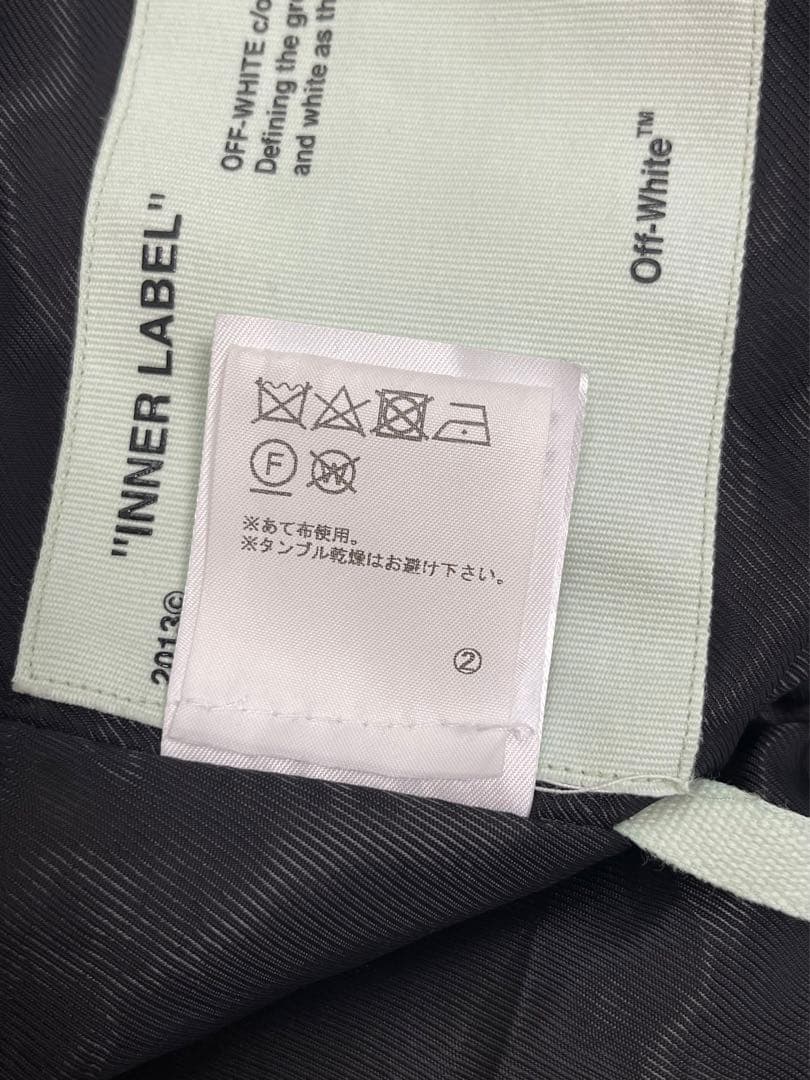 OFF-WHITE c/o
Defining the gr
and white as th
Off-White™
"INNER LABEL"
2013©
F
W
※あて布使用。
※タンブル乾燥はお避け下さい。
②